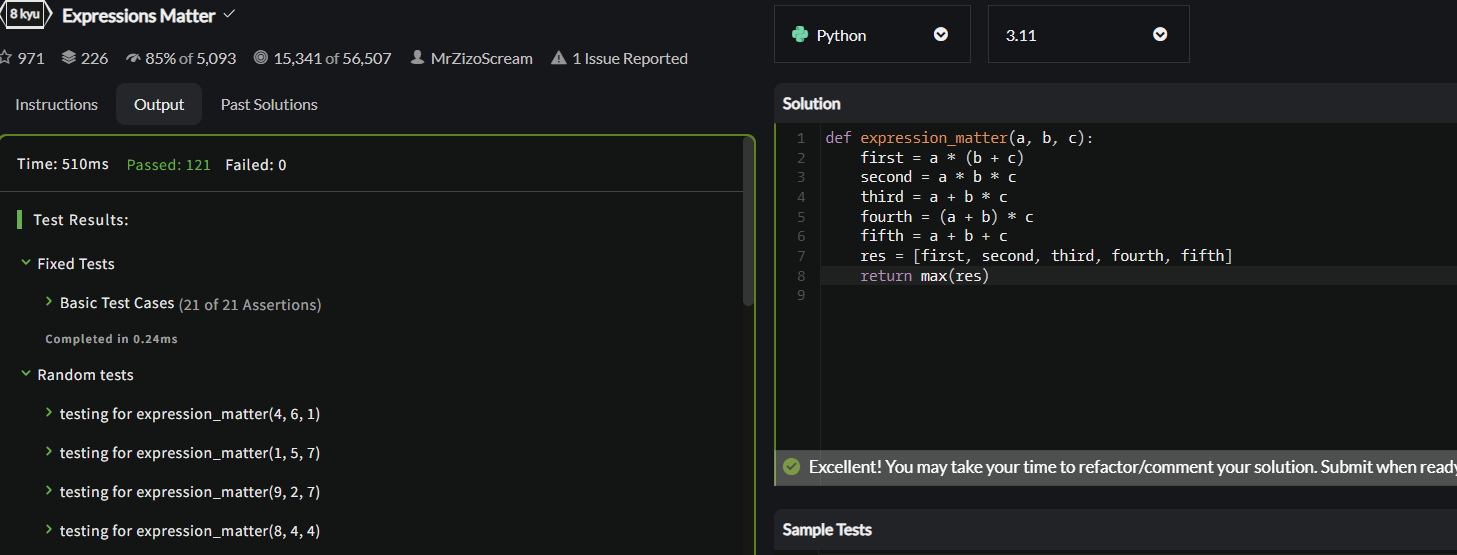 8 kyu Expressions Matter
971 226 85% of 5,093 15,341 of 56,507 MrZizoScream 1 Issue Reported
Instructions Output Past Solutions
Time: 510ms Passed: 121 Failed: 0
Test Results:
Fixed Tests
Basic Test Cases (21 of 21 Assertions)
Completed in 0.24ms
Random tests
testing for expression_matter(4, 6, 1)
testing for expression_matter(1, 5, 7)
testing for expression_matter(9, 2, 7)
testing for expression_matter(8, 4, 4)
Python 3.11
Solution
1 def expression_matter(a, b, c):
2 first = a * (b + c)
3 second = a * b * c
4 third = a + b * c
5 fourth = (a + b) * c
6 fifth = a + b + c
7 res = [first, second, third, fourth, fifth]
8 return max(res)
9
Excellent! You may take your time to refactor/comment your solution. Submit when ready
Sample Tests